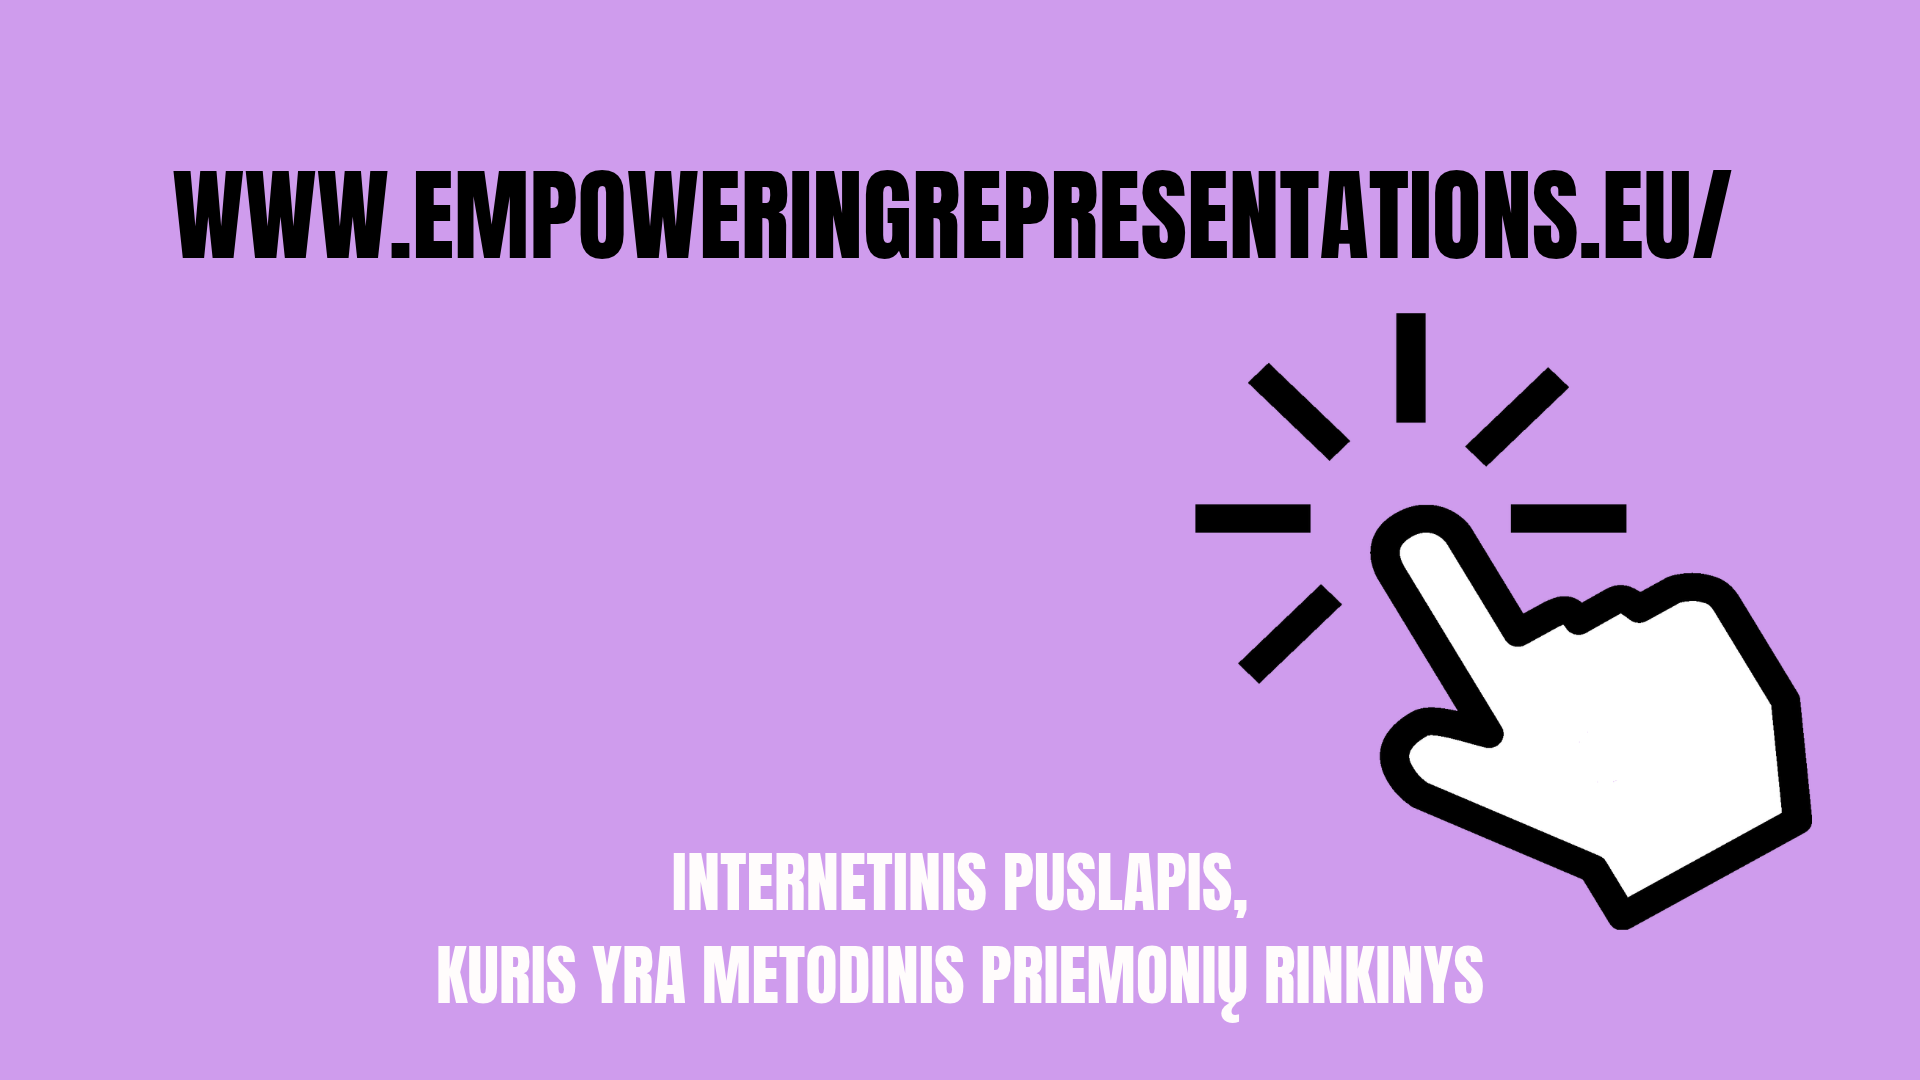 WWW.EMPOWERINGREPRESENTATIONS.EU/
INTERNETINIS PUSLAPIS,
KURIS YRA METODINIS PRIEMONIŲ RINKINYS